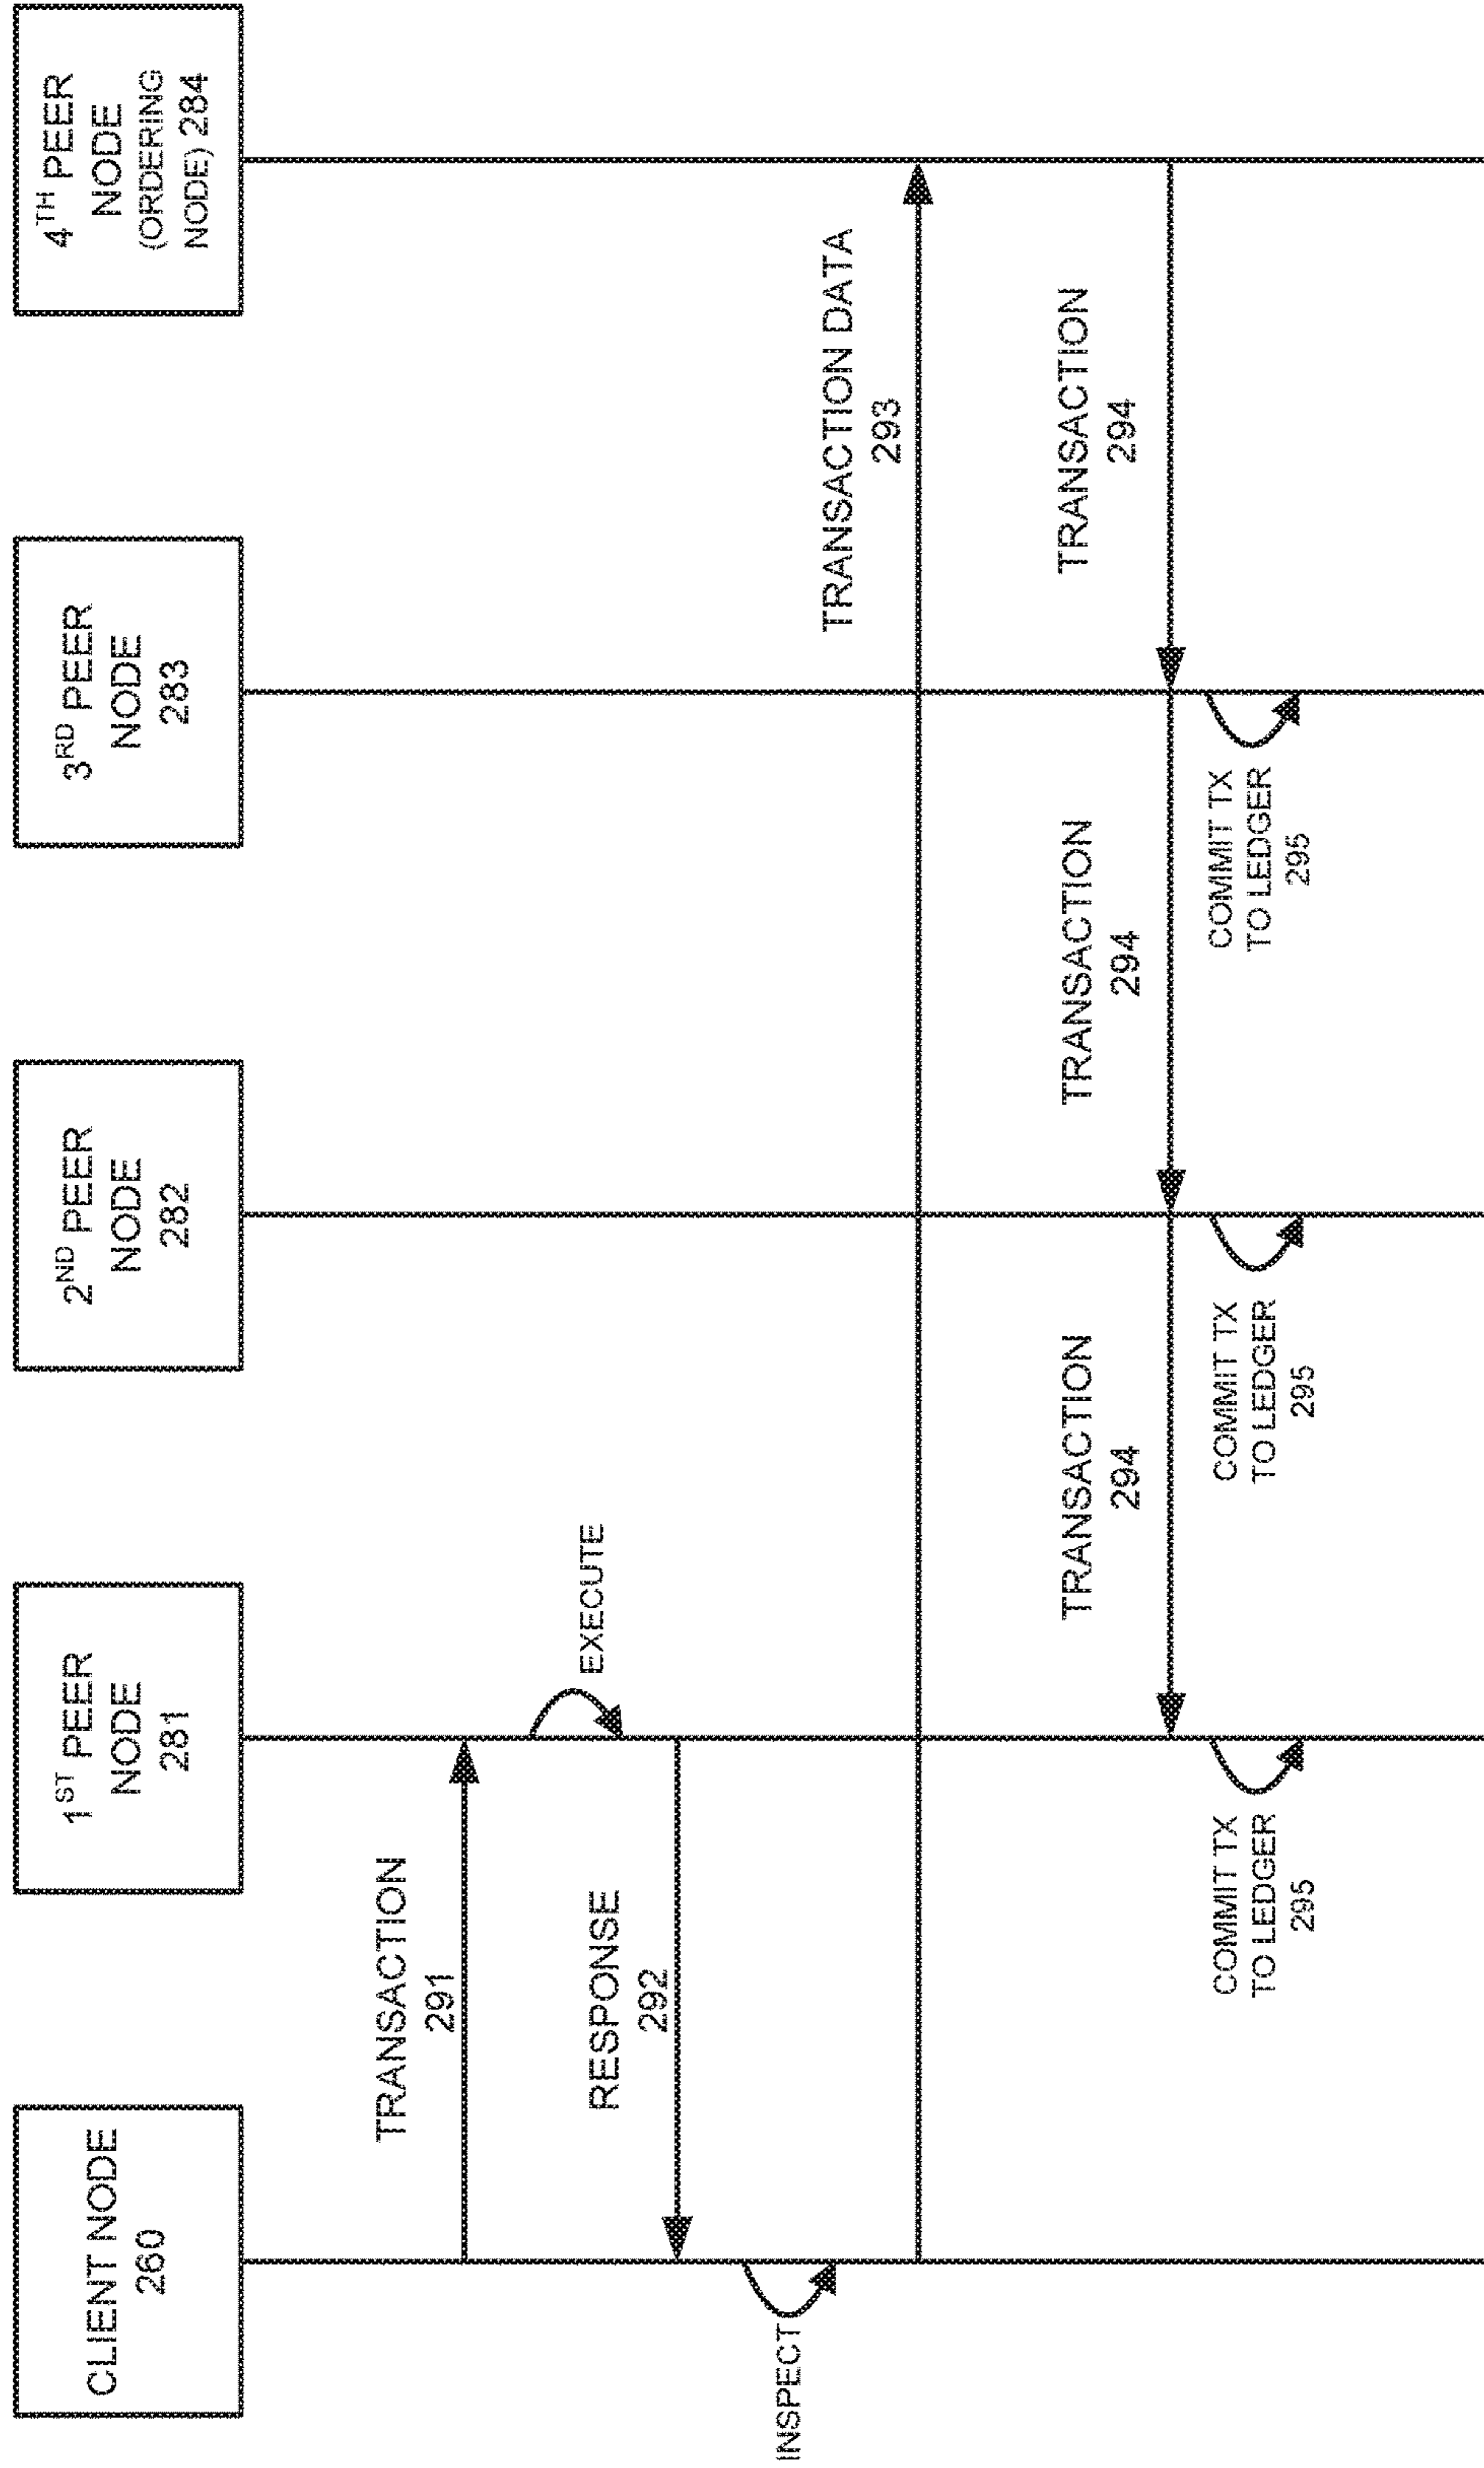 CLIENT NODE
260
1ST PEER
NODE
281
2ND PEER
NODE
282
3RD PEER
NODE
283
4TH PEER
NODE
(ORDERING
NODE) 284
TRANSACTION
291
EXECUTE
RESPONSE
292
INSPECT
TRANSACTION DATA
293
TRANSACTION
294
TRANSACTION
294
TRANSACTION
294
COMMIT TX
TO LEDGER
295
COMMIT TX
TO LEDGER
295
COMMIT TX
TO LEDGER
295